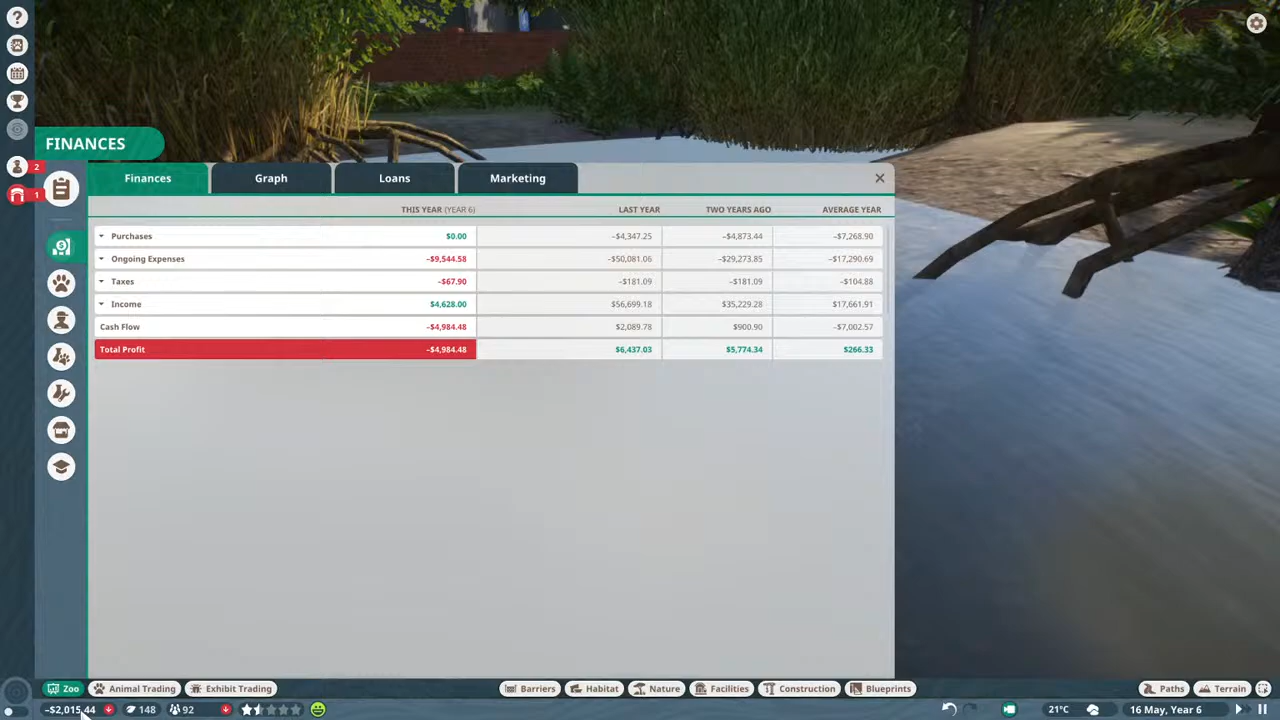 ?
2
1
FINANCES
Finances Graph Loans Marketing
THIS YEAR (YEAR 6) LAST YEAR TWO YEARS AGO AVERAGE YEAR
Purchases $0.00 –$4,347.25 –$4,873.44 –$7,268.90
Ongoing Expenses –$9,544.58 –$50,081.06 –$29,273.85 –$17,290.69
Taxes –$67.90 –$181.09 –$181.09 –$104.88
Income $4,628.00 $56,699.18 $35,229.28 $17,661.91
Cash Flow –$4,984.48 $2,089.78 $900.90 –$7,002.57
Total Profit –$4,984.48 $6,437.03 $5,774.34 $266.33
Zoo Animal Trading Exhibit Trading Barriers Habitat Nature Facilities Construction Blueprints Paths Terrain
–$2,015.44 148 92 21°C 16 May, Year 6